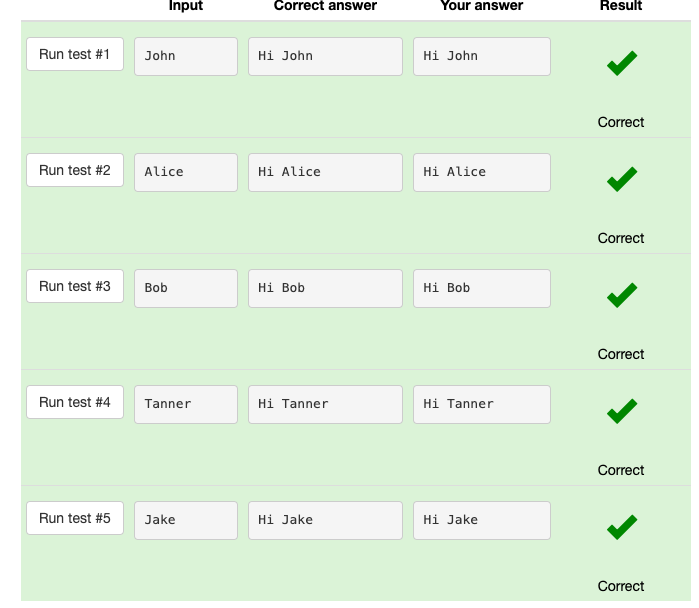 Input Correct answer Your answer Result
Run test #1 John Hi John Hi John
Correct
Run test #2 Alice Hi Alice Hi Alice
Correct
Run test #3 Bob Hi Bob Hi Bob
Correct
Run test #4 Tanner Hi Tanner Hi Tanner
Correct
Run test #5 Jake Hi Jake Hi Jake
Correct